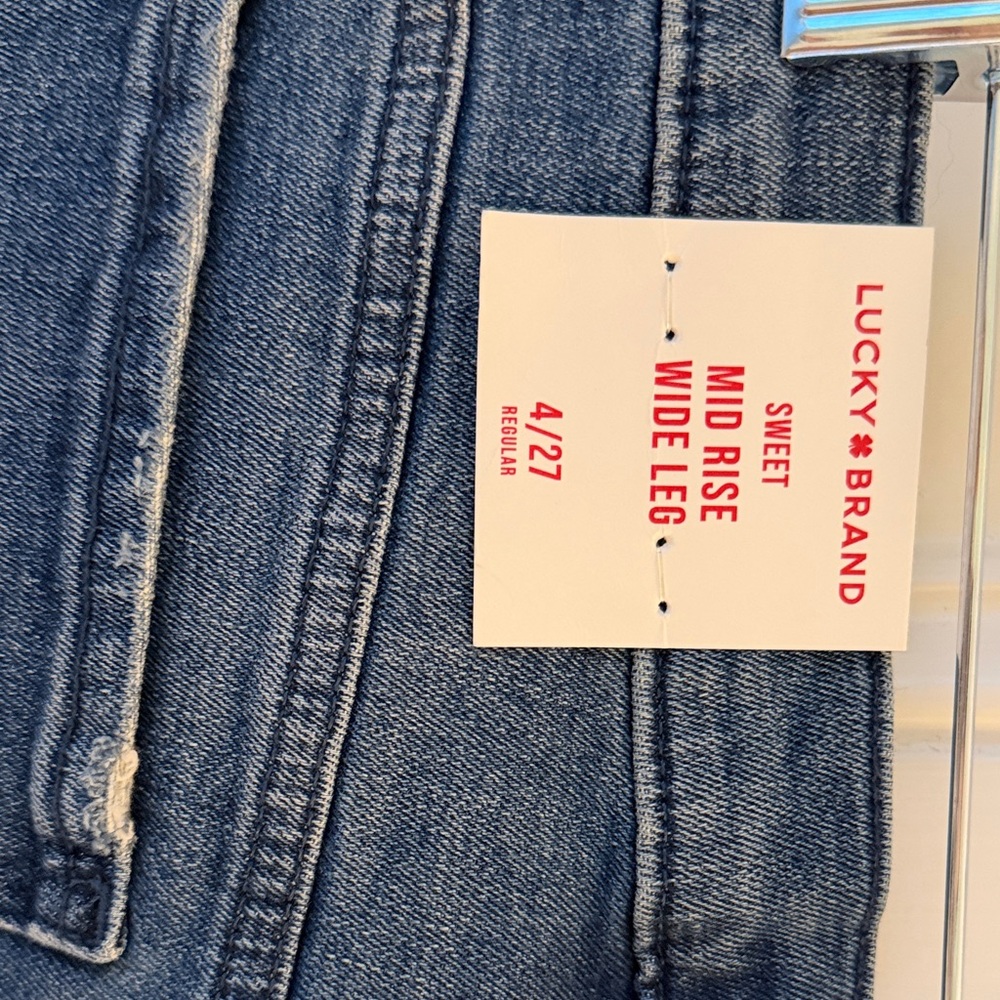 LUCKY BRAND
SWEET
MID RISE
WIDE LEG
4/27
REGULAR